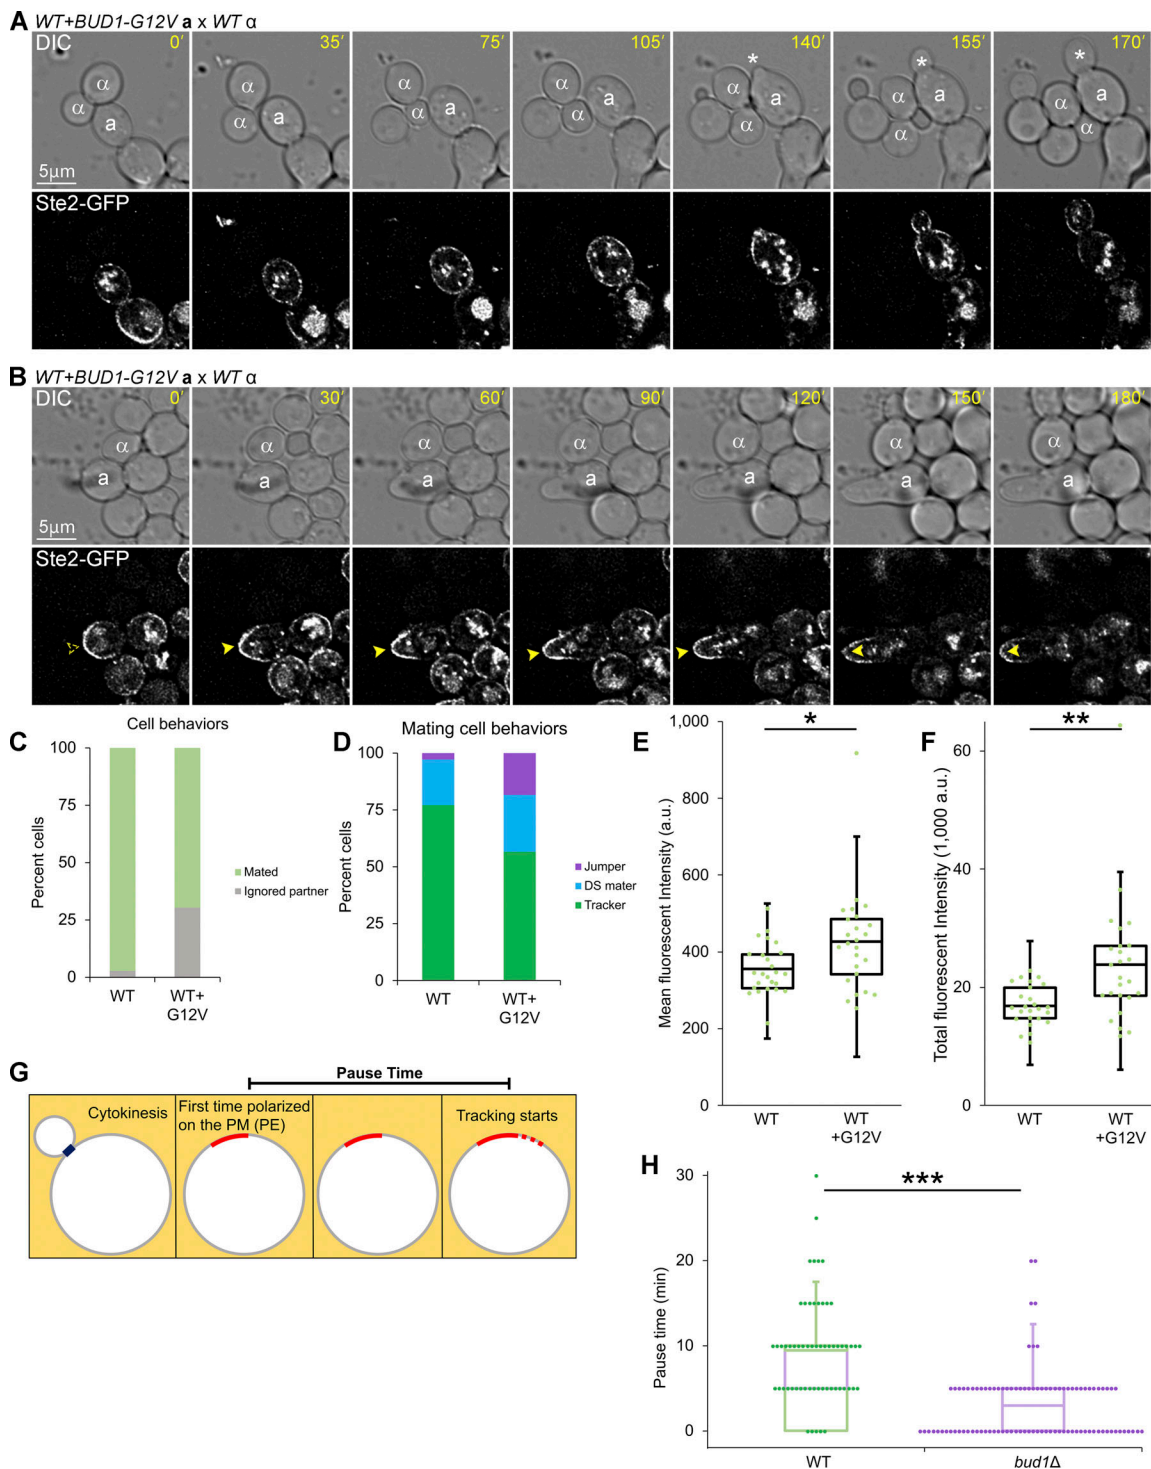 A WT+BUD1-G12V a x WT α
DIC 0′ 35′ 75′ 105′ 140′ 155′ 170′
* * *
α α α α α α α
α a α a α a α a α a α a α a
5µm
Ste2-GFP
B WT+BUD1-G12V a x WT α
DIC 0′ 30′ 60′ 90′ 120′ 150′ 180′
α α α α α α α
a a a a a a a
5µm
Ste2-GFP
C Cell behaviors
Percent cells
100
75
50
25
0
Mated
Ignored partner
WT WT+
G12V
D Mating cell behaviors
Percent cells
100
75
50
25
0
Jumper
DS mater
Tracker
WT WT+
G12V
E
Mean fluorescent Intensity (a.u.)
1,000
800
600
400
200
0
*
WT WT
+G12V
F
Total fluorescent Intensity (1,000 a.u.)
60
40
20
0
**
WT WT
+G12V
G
Pause Time
Cytokinesis
First time polarized
on the PM (PE)
Tracking starts
H
Pause time (min)
30
20
10
0
***
WT bud1Δ